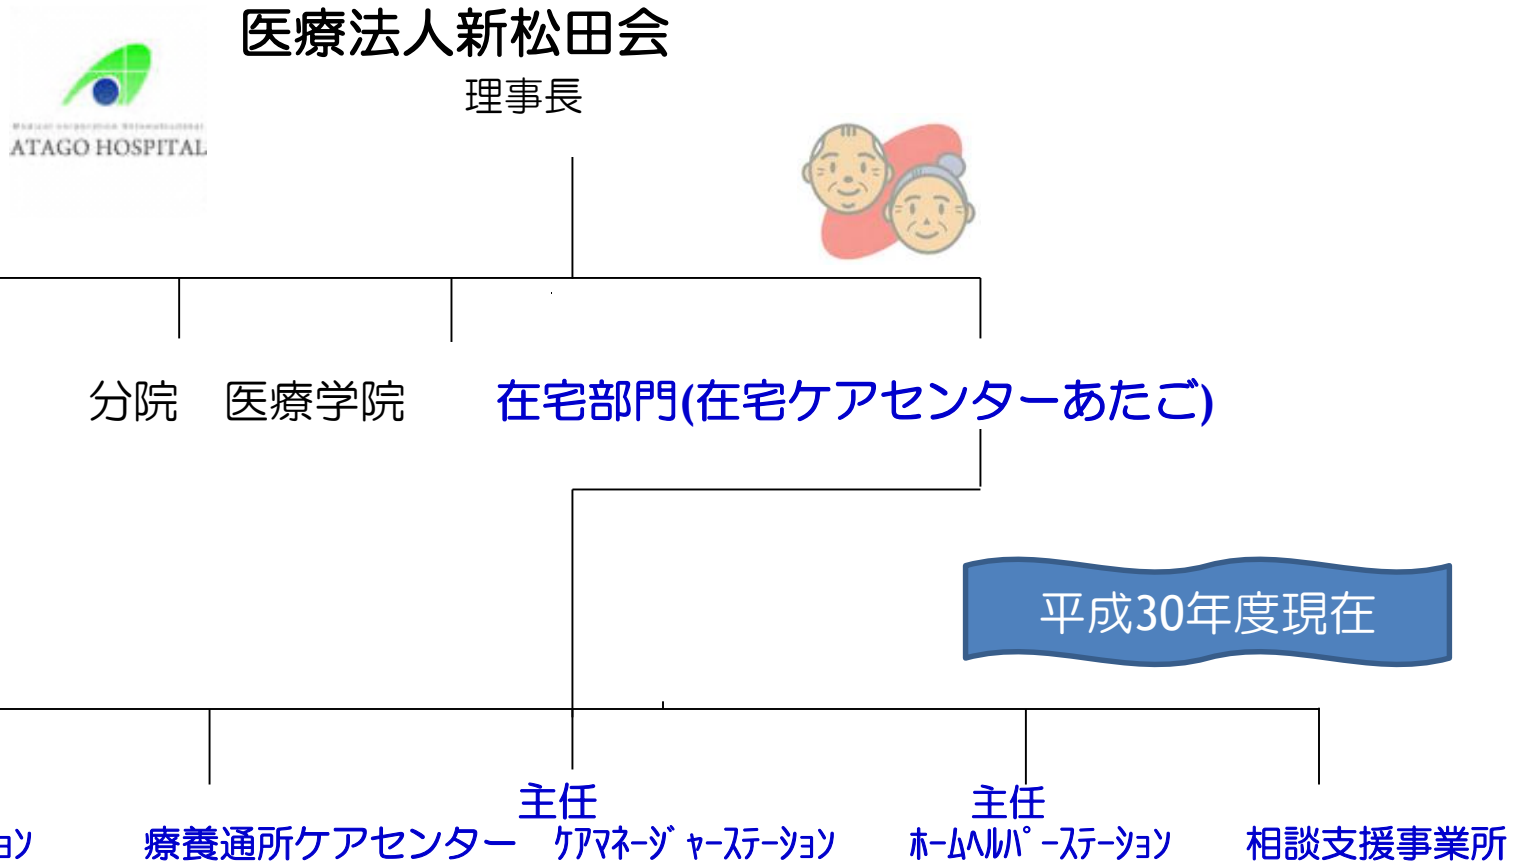 医療法人新松田会
理事長
ATAGO HOSPITAL
分院 医療学院 在宅部門(在宅ケアセンターあたご)
平成30年度現在
主任 主任
ョﾝ 療養通所ケアセンター ｹｱﾏﾈｰｼﾞｬｰｽﾃｰｼｮﾝ ﾎｰﾑﾍﾙﾊﾟｰｽﾃｰｼｮﾝ 相談支援事業所